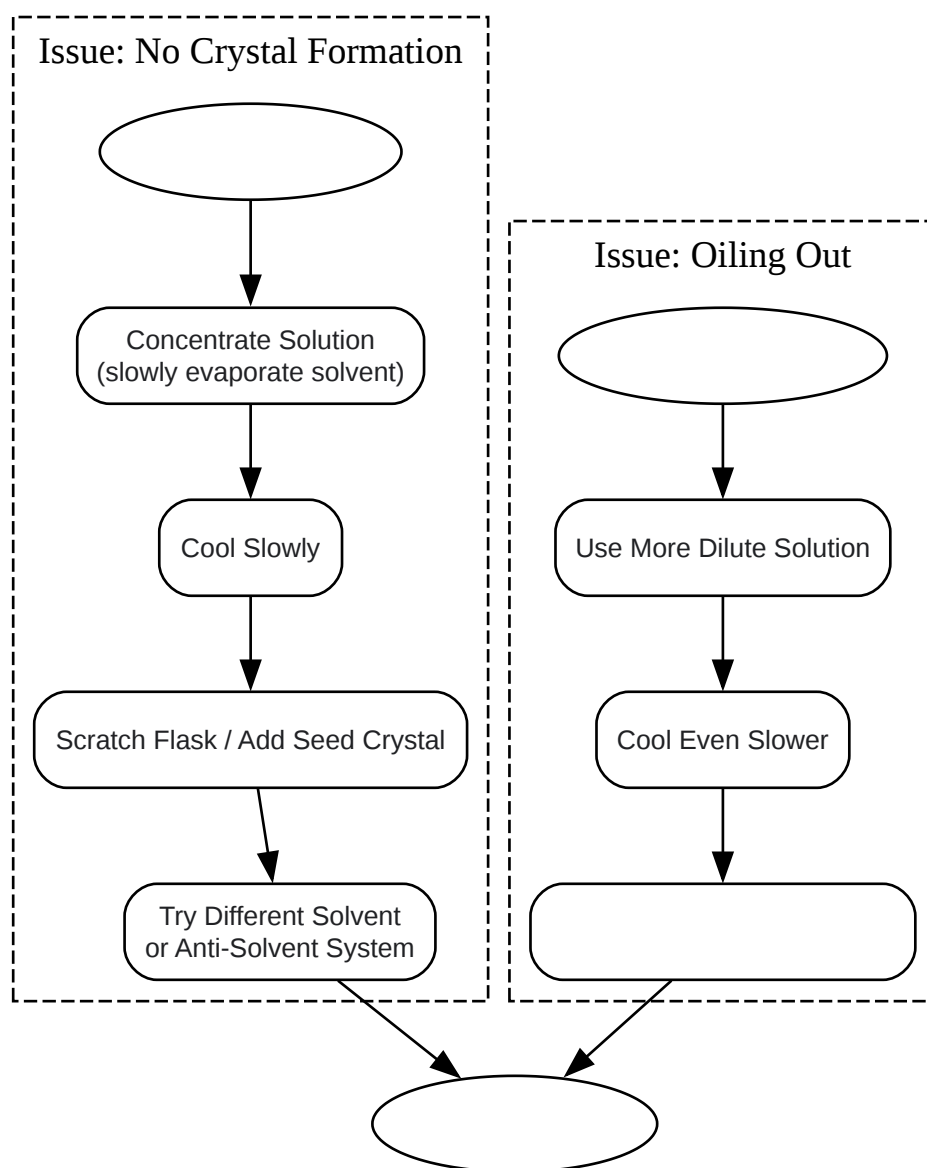 Issue: No Crystal Formation
Concentrate Solution
(slowly evaporate solvent)
Cool Slowly
Scratch Flask / Add Seed Crystal
Try Different Solvent
or Anti-Solvent System
Issue: Oiling Out
Use More Dilute Solution
Cool Even Slower